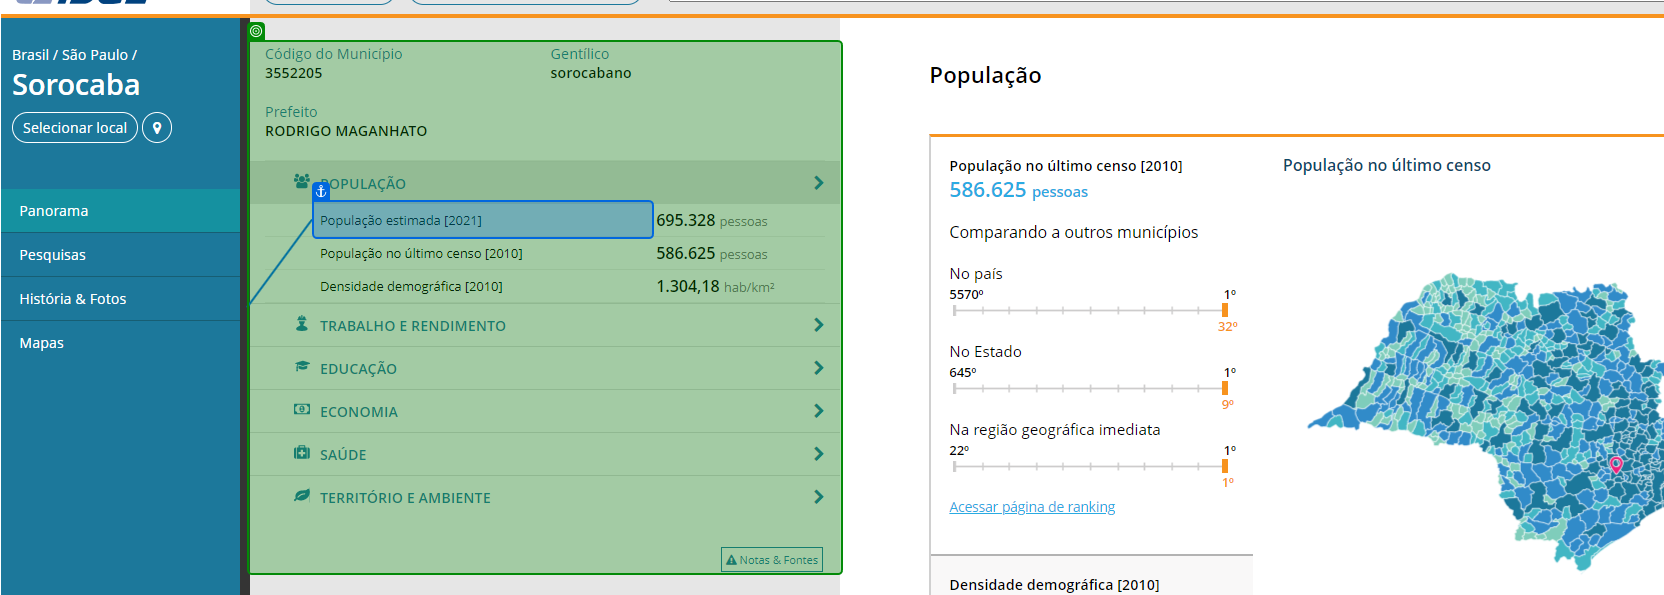 Brasil / São Paulo /
Sorocaba
Selecionar local
Panorama
Pesquisas
História & Fotos
Mapas
Código do Município
3552205
Gentílico
sorocabano
Prefeito
RODRIGO MAGANHATO
POPULAÇÃO
População estimada [2021] 695.328 pessoas
População no último censo [2010] 586.625 pessoas
Densidade demográfica [2010] 1.304,18 hab/km²
TRABALHO E RENDIMENTO
EDUCAÇÃO
ECONOMIA
SAÚDE
TERRITÓRIO E AMBIENTE
Notas & Fontes
População
População no último censo [2010]
586.625 pessoas
Comparando a outros municípios
No país
5570º 1º
32º
No Estado
645º 1º
9º
Na região geográfica imediata
22º 1º
1º
Acessar página de ranking
Densidade demográfica [2010]
População no último censo